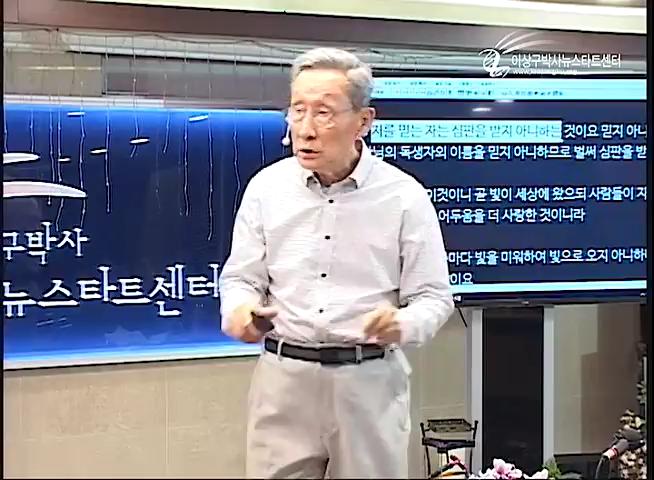 이상구박사뉴스타트센터
저를 믿는 자는 심판을 받지 아니하는 것이요 믿지 아니
의 독생자의 이름을 믿지 아니하므로 벌써 심판을 받
것이니 곧 빛이 세상에 왔으되 사람들이 자
어두움을 더 사랑한 것이니라
마다 빛을 미워하여 빛으로 오지 아니하
요
구박사
뉴스타트센터